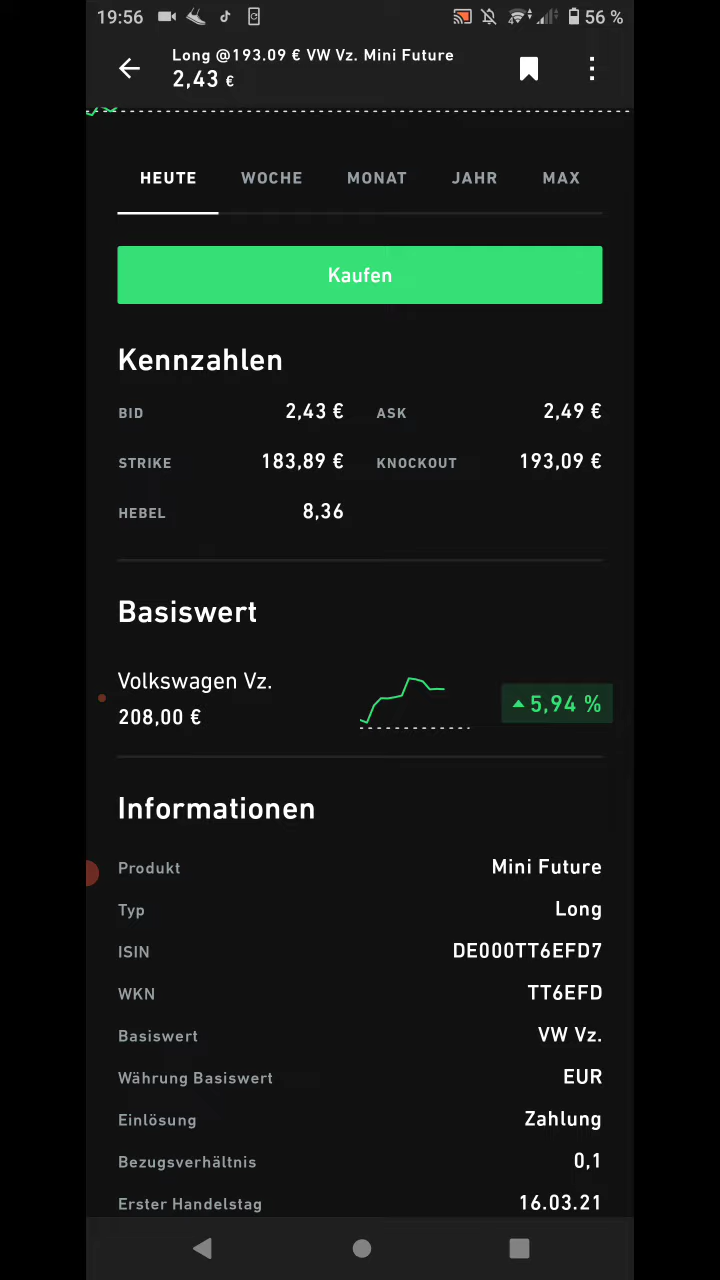 19:56 56 %
Long @193.09 € VW Vz. Mini Future
2,43 €
HEUTE WOCHE MONAT JAHR MAX
Kaufen
Kennzahlen
BID 2,43 € ASK 2,49 €
STRIKE 183,89 € KNOCKOUT 193,09 €
HEBEL 8,36
Basiswert
Volkswagen Vz.
208,00 €
5,94 %
Informationen
Produkt Mini Future
Typ Long
ISIN DE000TT6EFD7
WKN TT6EFD
Basiswert VW Vz.
Währung Basiswert EUR
Einlösung Zahlung
Bezugsverhältnis 0,1
Erster Handelstag 16.03.21